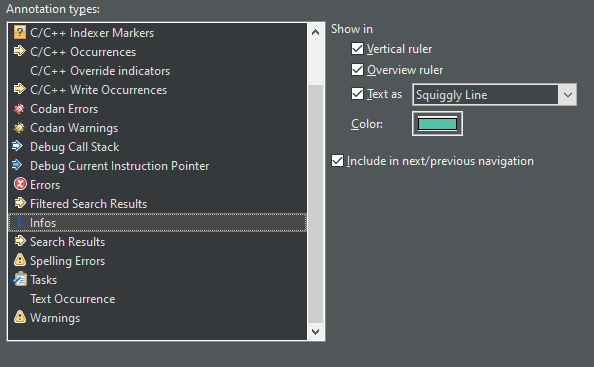 Annotation types:
C/C++ Indexer Markers
C/C++ Occurrences
C/C++ Override indicators
C/C++ Write Occurrences
Codan Errors
Codan Warnings
Debug Call Stack
Debug Current Instruction Pointer
Errors
Filtered Search Results
Infos
Search Results
Spelling Errors
Tasks
Text Occurrence
Warnings
Show in
Vertical ruler
Overview ruler
Text as Squiggly Line
Color:
Include in next/previous navigation